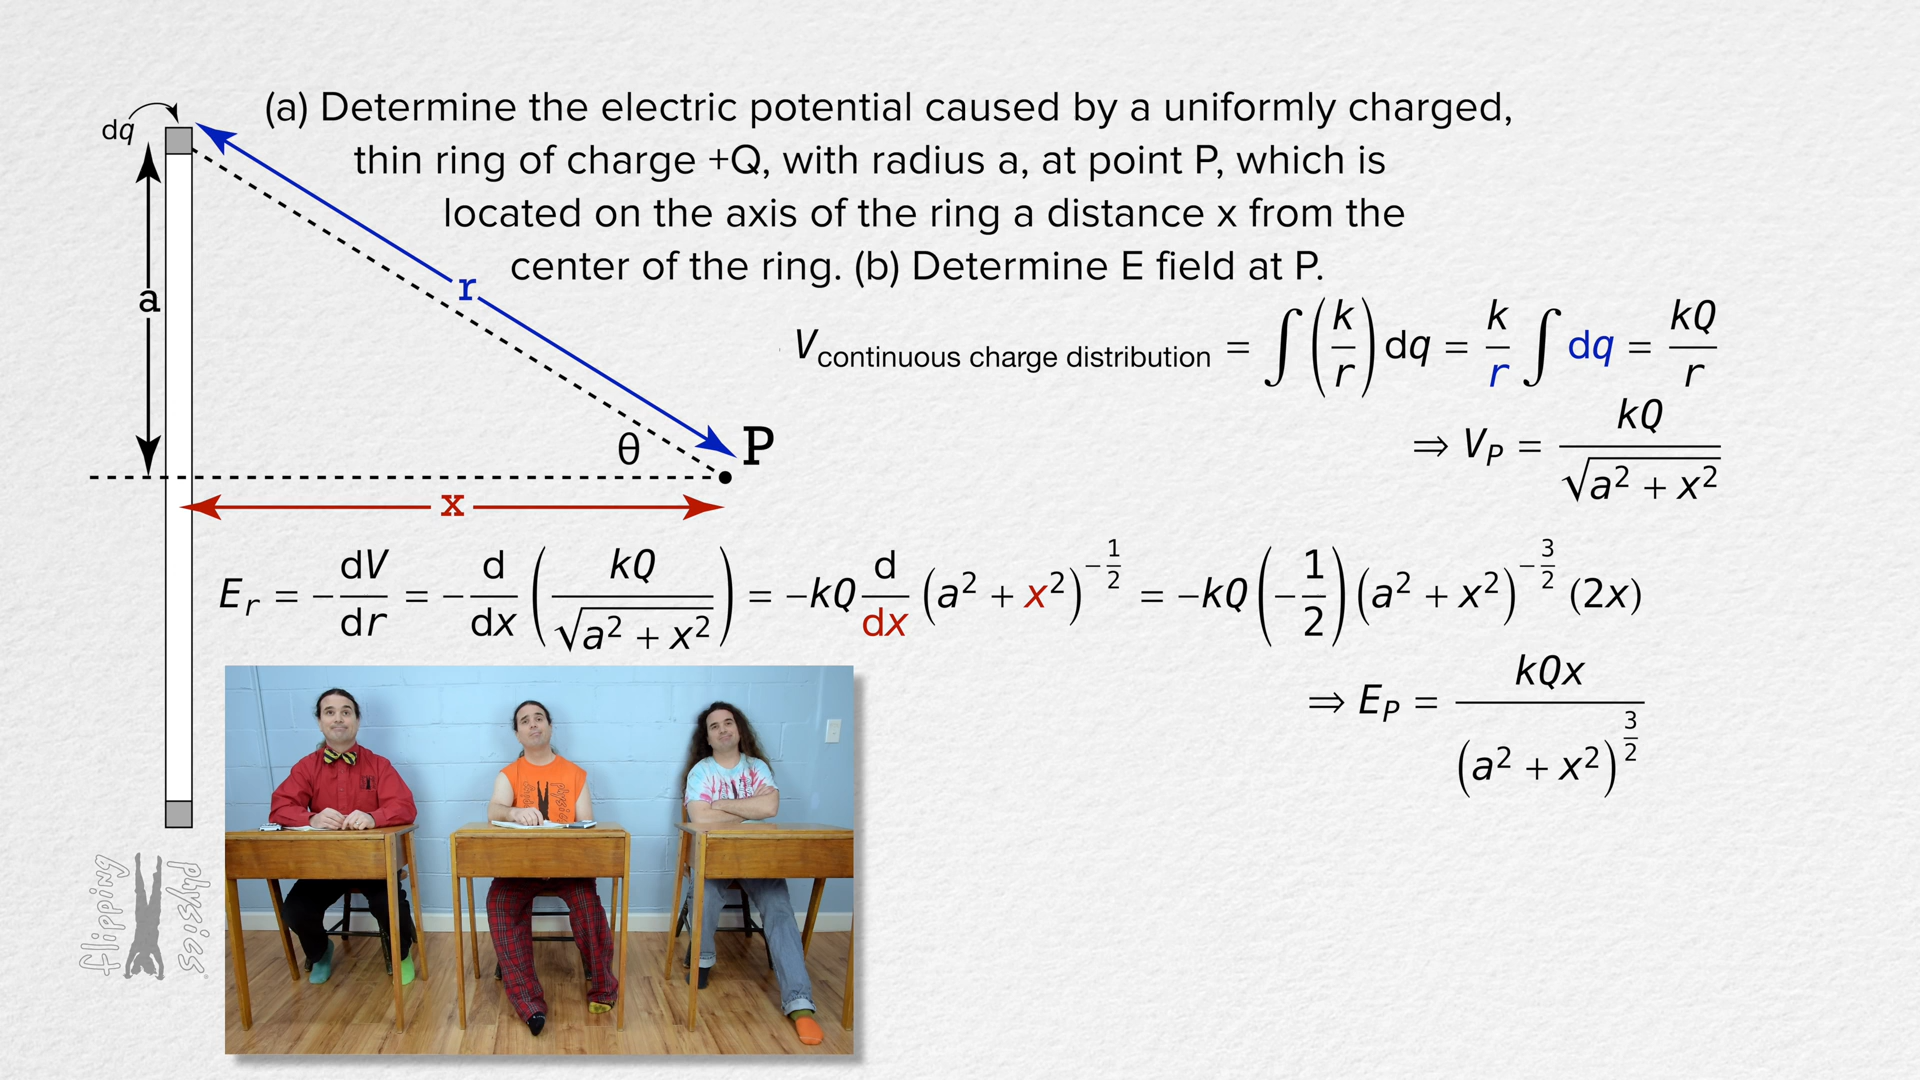 (a) Determine the electric potential caused by a uniformly charged,
thin ring of charge +Q, with radius a, at point P, which is
located on the axis of the ring a distance x from the
center of the ring. (b) Determine E field at P.
dq
a
r
θ
P
x
V_continuous charge distribution = ∫ (k/r) dq = k/r ∫ dq = kQ/r
⇒ V_P = kQ/√(a² + x²)
E_r = −dV/dr = −d/dx (kQ/√(a² + x²)) = −kQ d/dx (a² + x²)^(−1/2) = −kQ (−1/2) (a² + x²)^(−3/2) (2x)
⇒ E_P = kQx/(a² + x²)^(3/2)
flipping
physics